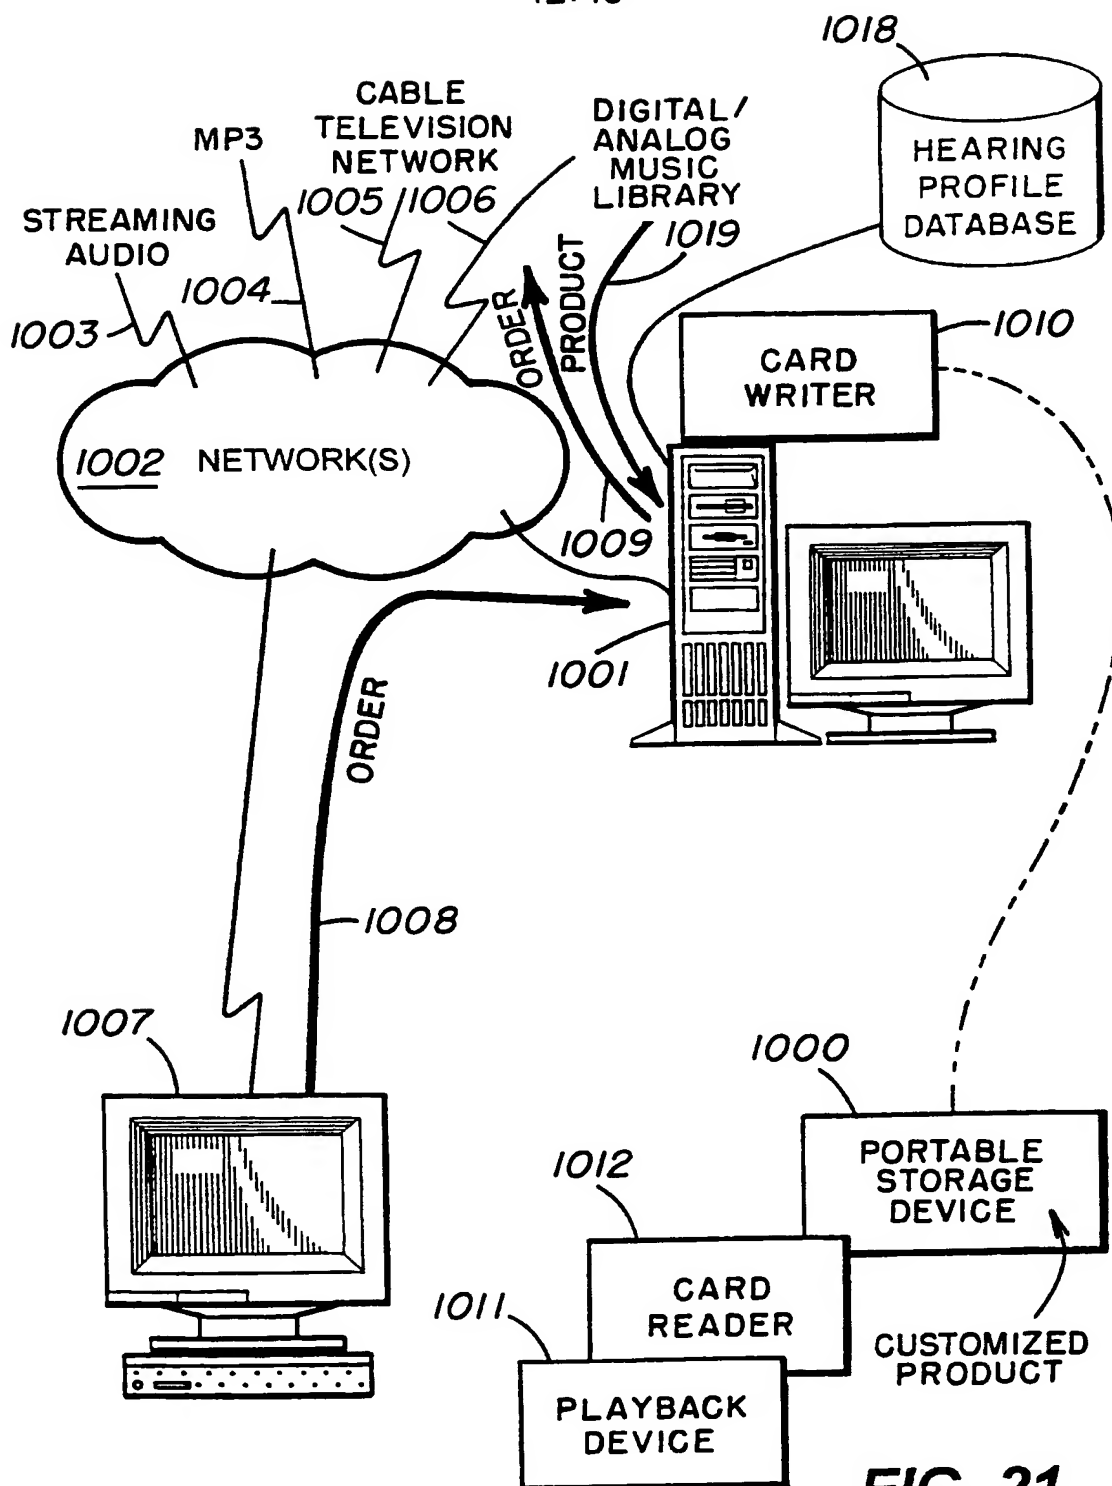 1018
CABLE
TELEVISION
NETWORK
DIGITAL/
ANALOG
MUSIC
LIBRARY
MP3
HEARING
PROFILE
DATABASE
STREAMING
AUDIO
1005
1006
1019
1004
1003
ORDER
PRODUCT
1010
CARD
WRITER
1002 NETWORK(S)
1009
1001
ORDER
1008
1007
1000
PORTABLE
STORAGE
DEVICE
1012
CARD
READER
1011
CUSTOMIZED
PRODUCT
PLAYBACK
DEVICE